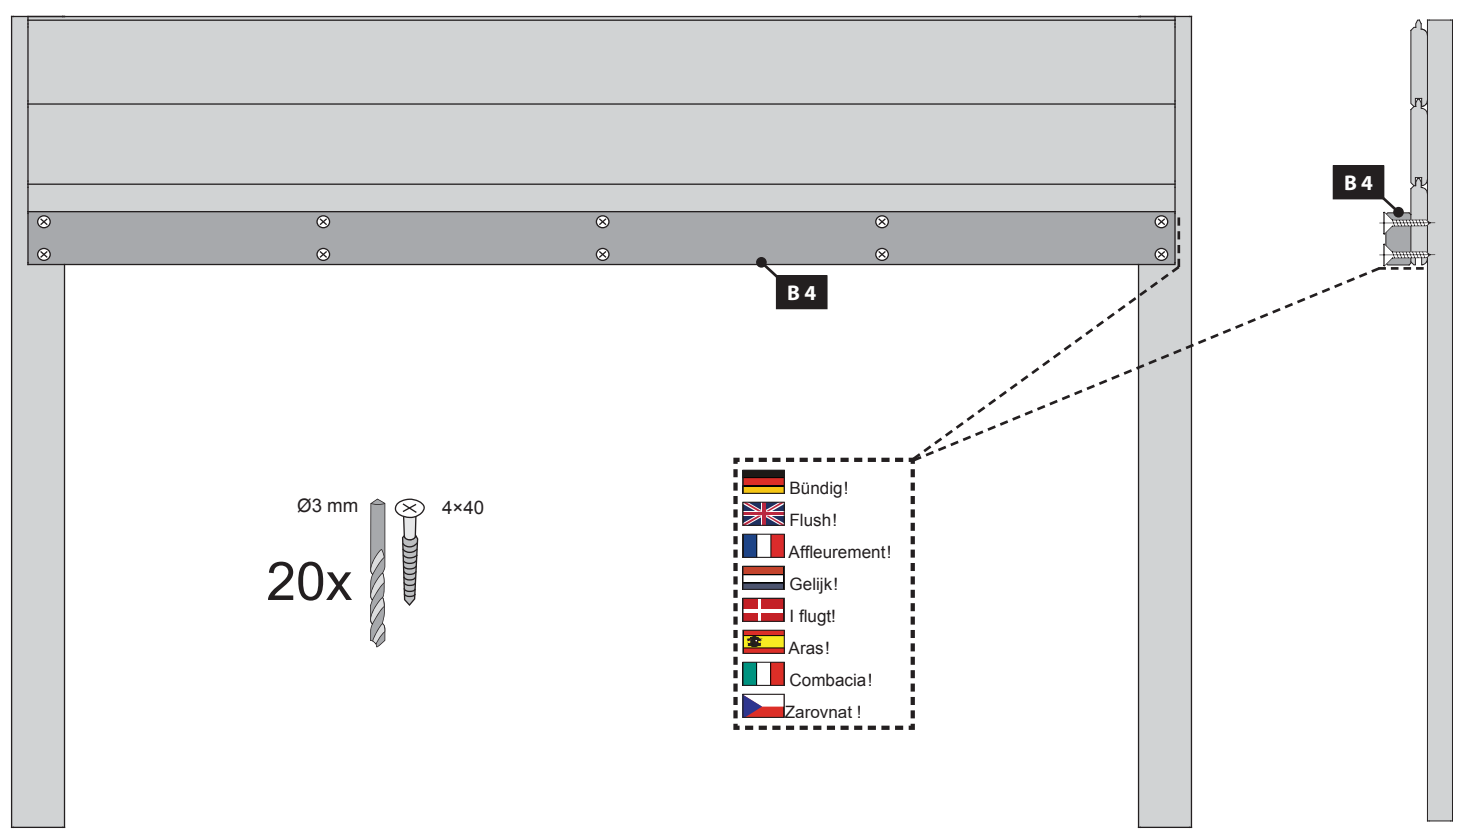 B 4
B 4
Ø3 mm
4×40
20x
Bündig!
Flush!
Affleurement!
Gelijk!
I flugt!
Aras!
Combacia!
Zarovnat !